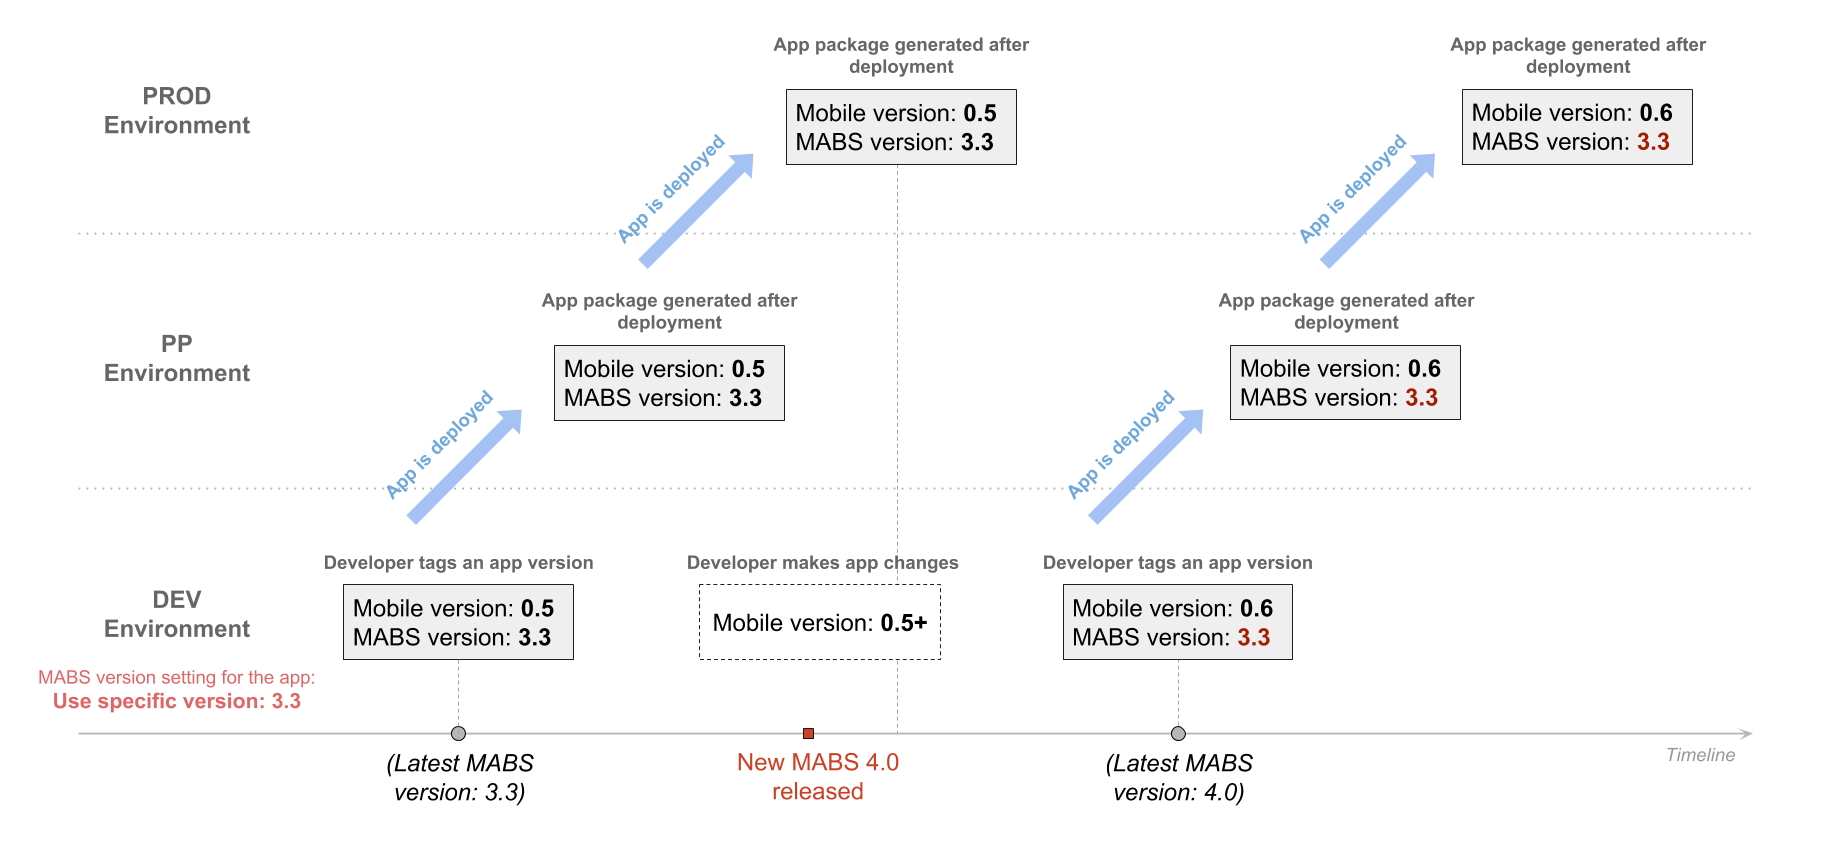 App package generated after
deployment
Mobile version: 0.5
MABS version: 3.3
App package generated after
deployment
Mobile version: 0.6
MABS version: 3.3
PROD
Environment
App is deployed
App is deployed
App package generated after
deployment
Mobile version: 0.5
MABS version: 3.3
App package generated after
deployment
Mobile version: 0.6
MABS version: 3.3
PP
Environment
App is deployed
App is deployed
Developer tags an app version
Mobile version: 0.5
MABS version: 3.3
Developer makes app changes
Mobile version: 0.5+
Developer tags an app version
Mobile version: 0.6
MABS version: 3.3
DEV
Environment
MABS version setting for the app:
Use specific version: 3.3
(Latest MABS
version: 3.3)
New MABS 4.0
released
(Latest MABS
version: 4.0)
Timeline